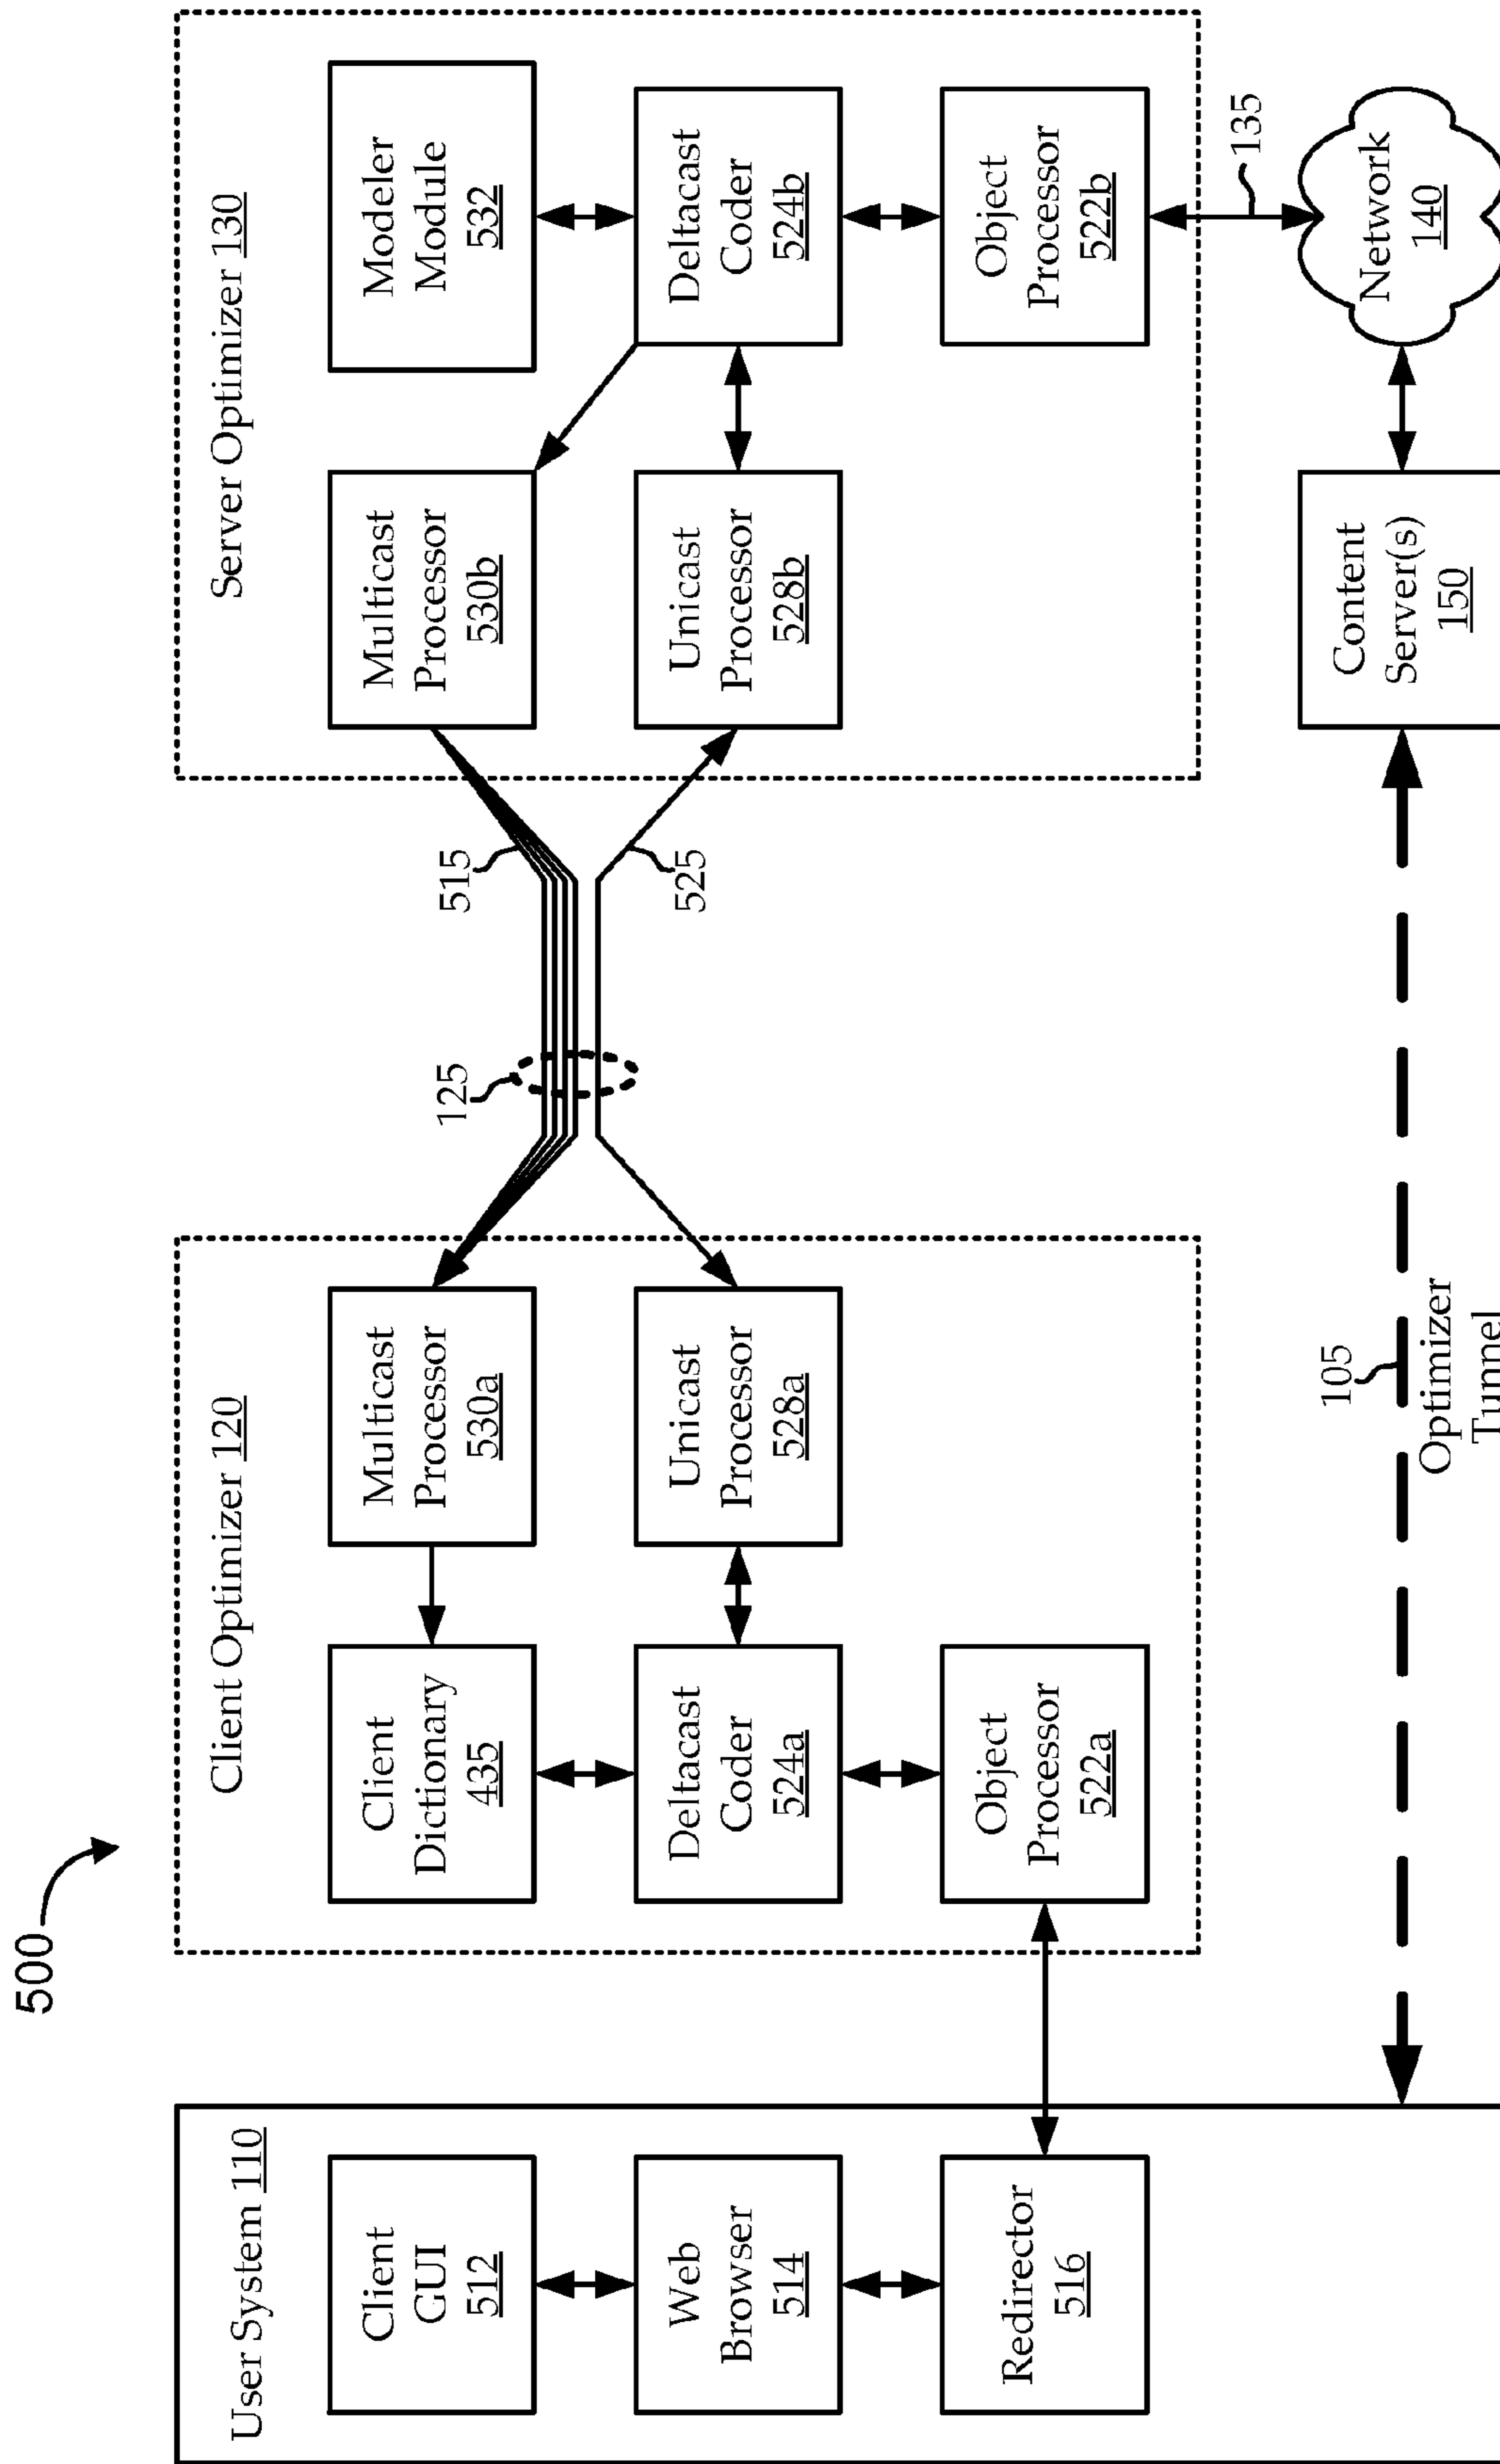 500
User System 110
Client
GUI
512
Web
Browser
514
Redirector
516
Client Optimizer 120
Client
Dictionary
435
Multicast
Processor
530a
Deltacast
Coder
524a
Unicast
Processor
528a
Object
Processor
522a
125
515
525
Server Optimizer 130
Multicast
Processor
530b
Modeler
Module
532
Unicast
Processor
528b
Deltacast
Coder
524b
Object
Processor
522b
135
105
Optimizer
Tunnel
Content
Server(s)
150
Network
140